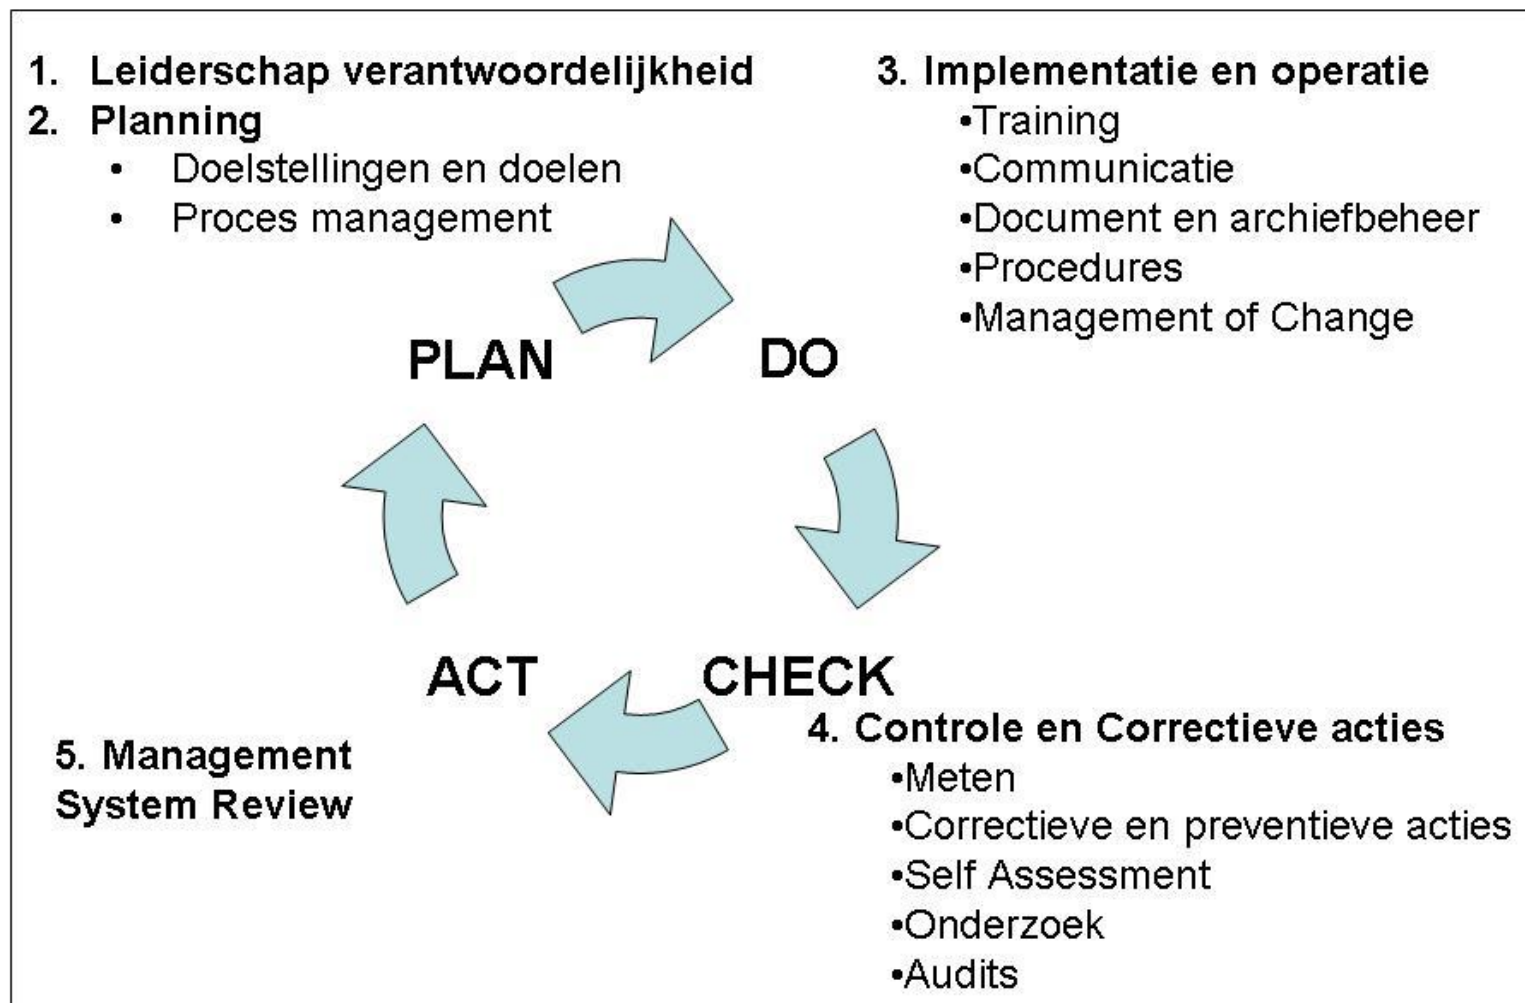 1. Leiderschap verantwoordelijkheid
2. Planning
• Doelstellingen en doelen
• Proces management
3. Implementatie en operatie
•Training
•Communicatie
•Document en archiefbeheer
•Procedures
•Management of Change
PLAN
DO
ACT
CHECK
4. Controle en Correctieve acties
•Meten
•Correctieve en preventieve acties
•Self Assessment
•Onderzoek
•Audits
5. Management
System Review